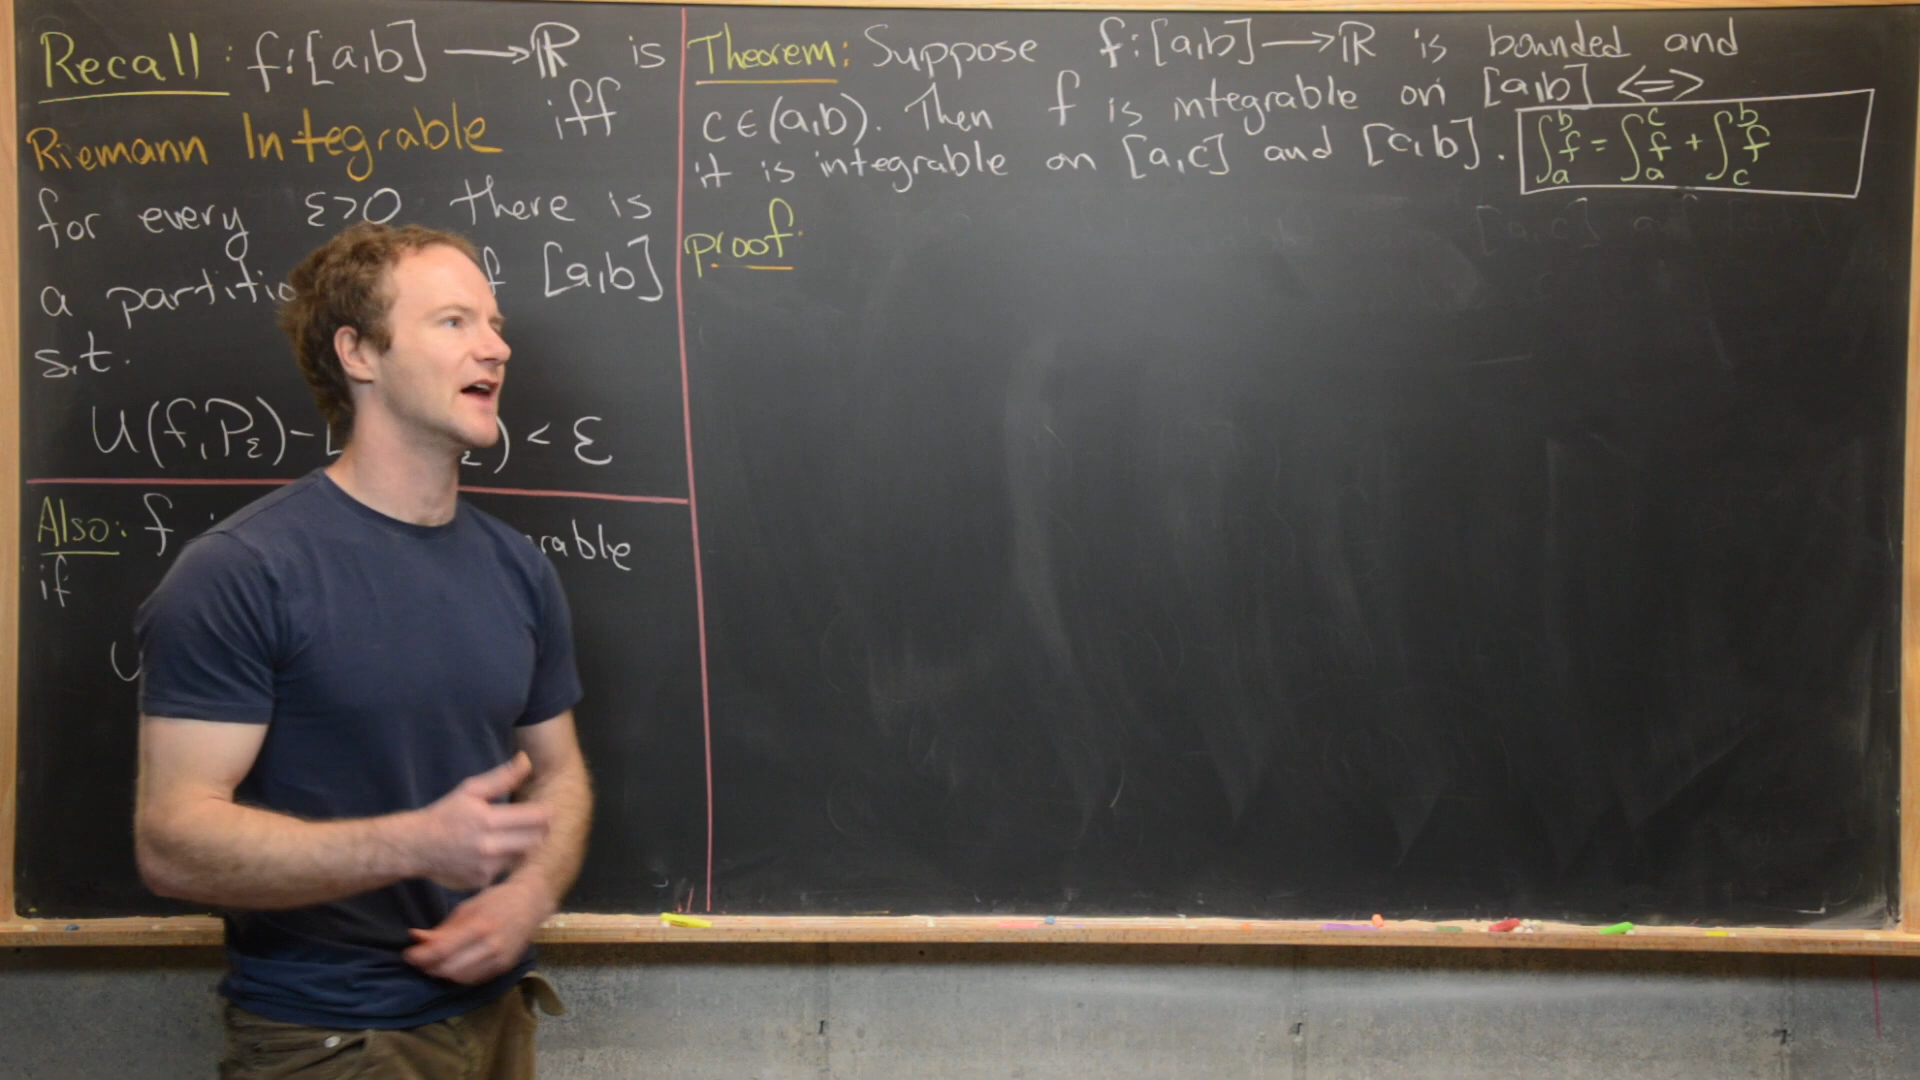 Recall: f:[a,b] ⟶ ℝ is
Riemann Integrable iff
for every ε>0 there is
a partitio [a,b]
s.t.
U(f,P_ε)- ) < ε
Also: f rable
if
U
Theorem: Suppose f:[a,b] ⟶ ℝ is bounded and
c∈(a,b). Then f is integrable on [a,b] <=>
it is integrable on [a,c] and [c,b]. ∫_a^b f = ∫_a^c f + ∫_c^b f
proof: